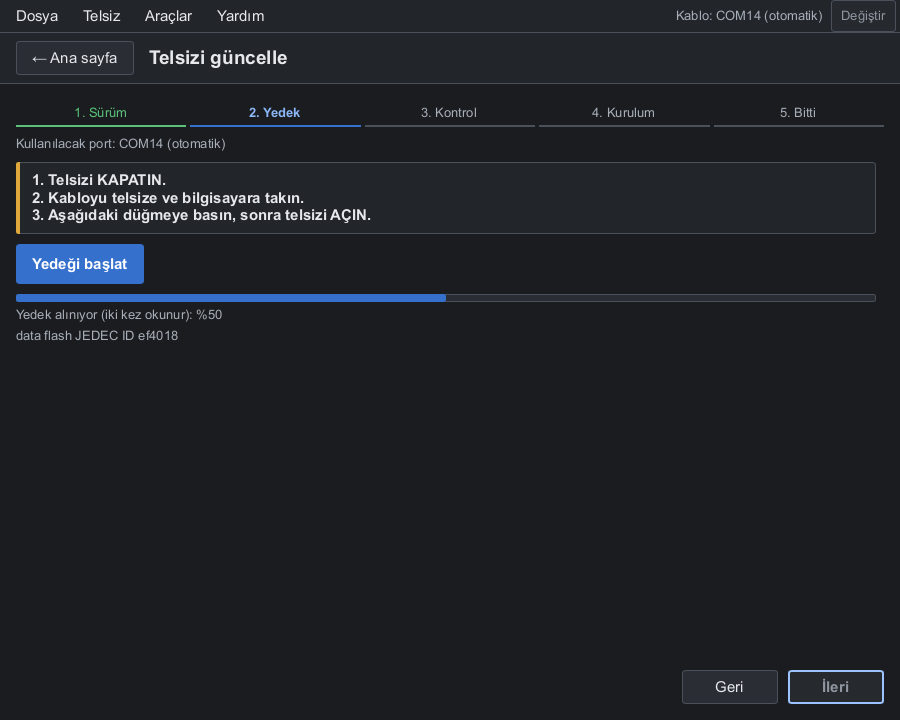 Dosya Telsiz Araçlar Yardım Kablo: COM14 (otomatik) Değiştir
← Ana sayfa Telsizi güncelle
1. Sürüm 2. Yedek 3. Kontrol 4. Kurulum 5. Bitti
Kullanılacak port: COM14 (otomatik)
1. Telsizi KAPATIN.
2. Kabloyu telsize ve bilgisayara takın.
3. Aşağıdaki düğmeye basın, sonra telsizi AÇIN.
Yedeği başlat
Yedek alınıyor (iki kez okunur): %50
data flash JEDEC ID ef4018
Geri İleri